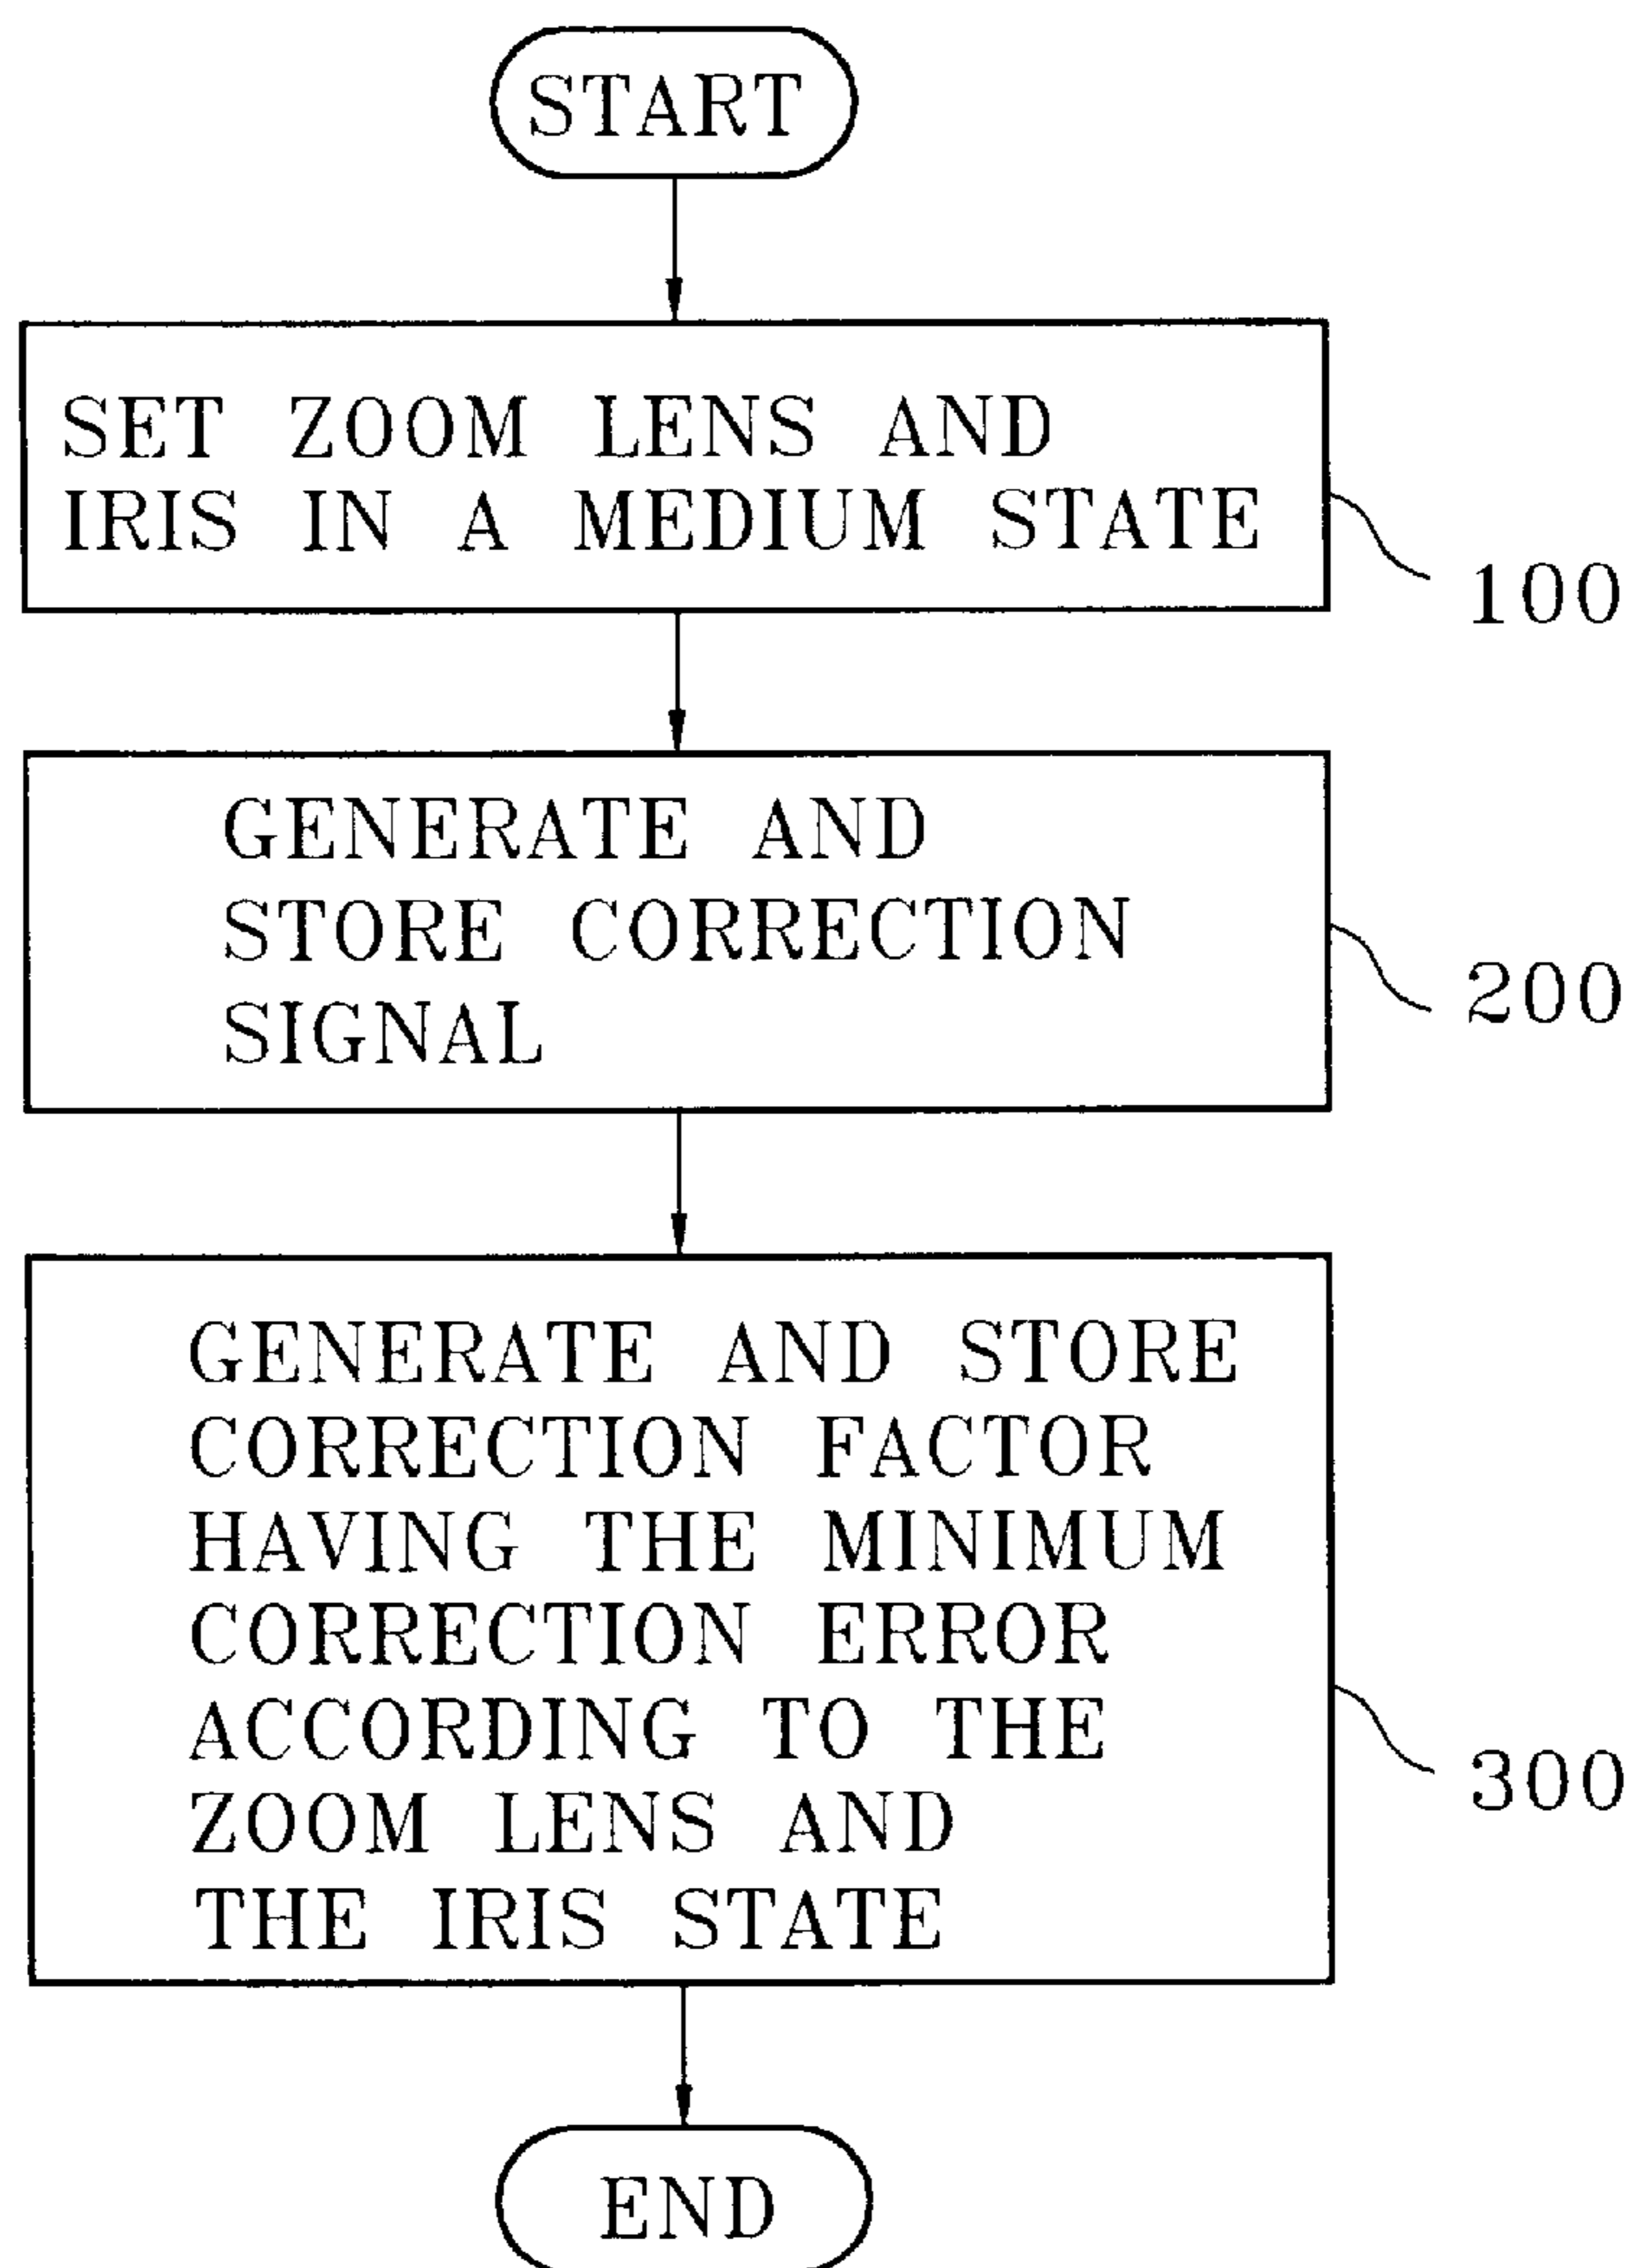 START
SET ZOOM LENS AND
IRIS IN A MEDIUM STATE
100
GENERATE AND
STORE CORRECTION
SIGNAL
200
GENERATE AND STORE
CORRECTION FACTOR
HAVING THE MINIMUM
CORRECTION ERROR
ACCORDING TO THE
ZOOM LENS AND
THE IRIS STATE
300
END